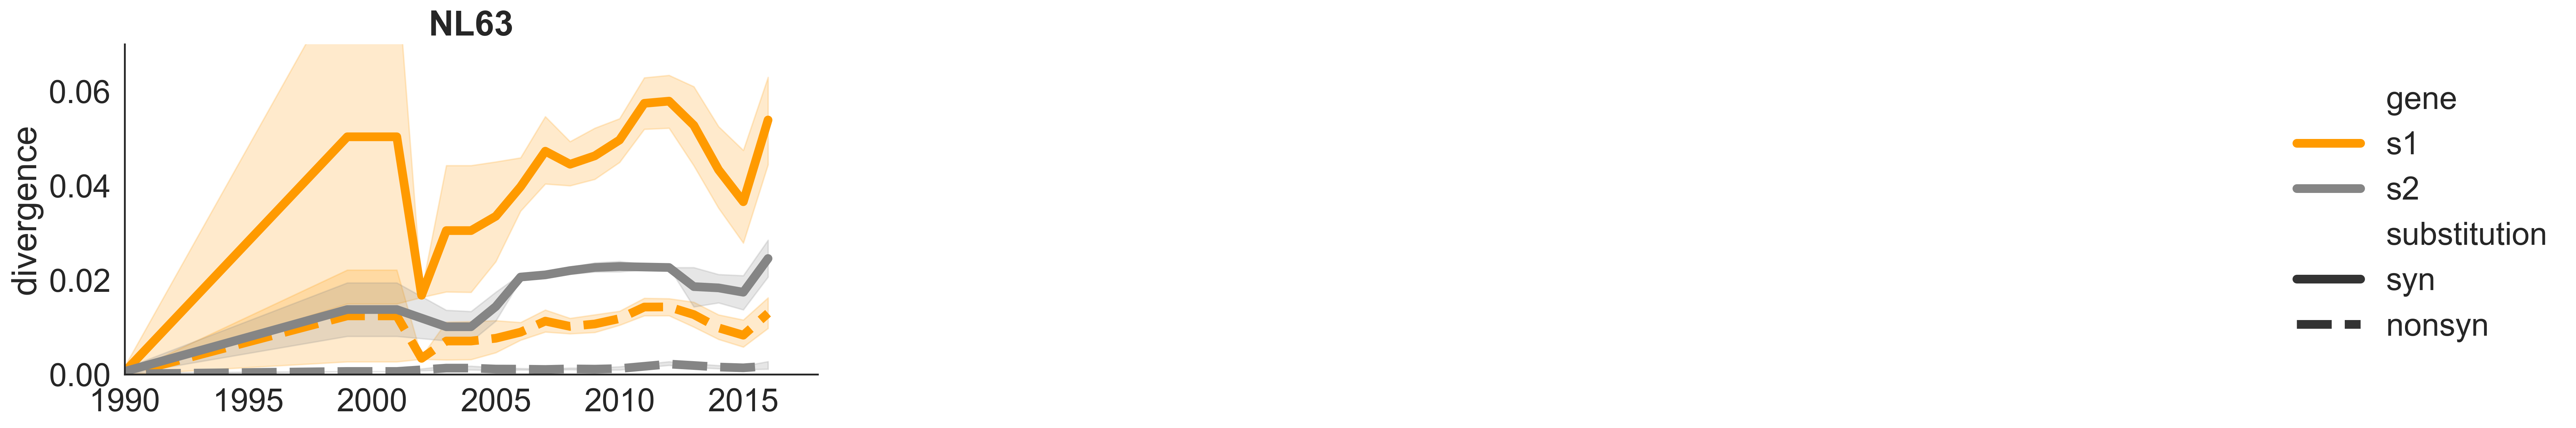 NL63
divergence
0.06
0.04
0.02
0.00
1990 1995 2000 2005 2010 2015
gene
s1
s2
substitution
syn
nonsyn